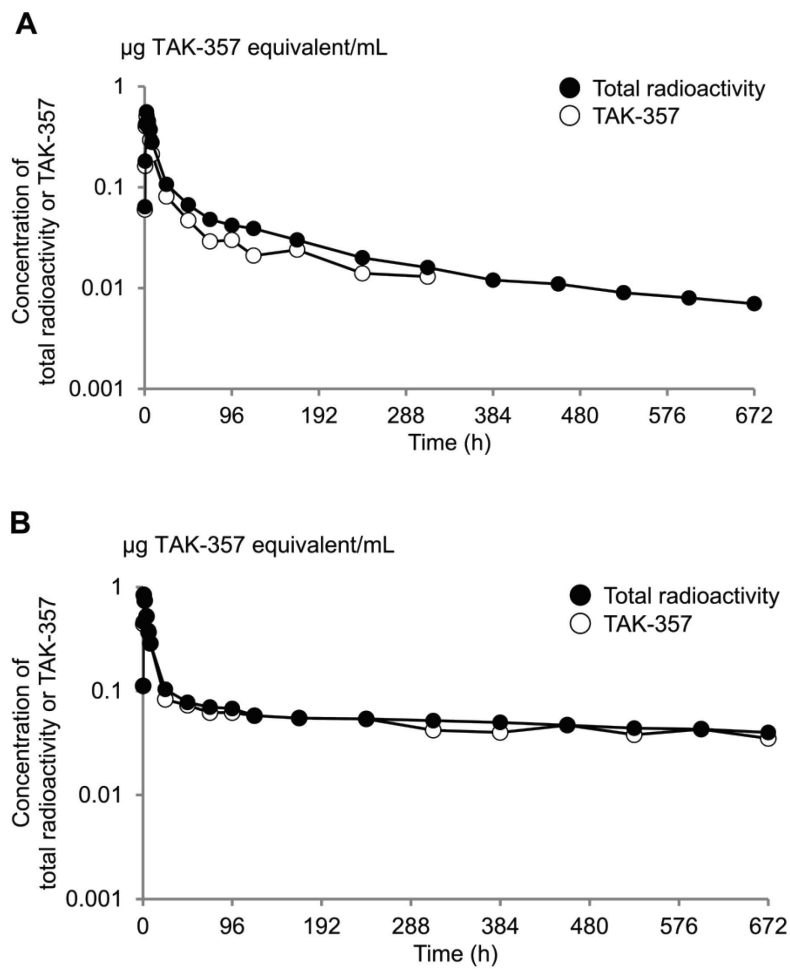 A
µg TAK-357 equivalent/mL
Total radioactivity
TAK-357
Concentration of
total radioactivity or TAK-357
1
0.1
0.01
0.001
0 96 192 288 384 480 576 672
Time (h)
B
µg TAK-357 equivalent/mL
Total radioactivity
TAK-357
Concentration of
total radioactivity or TAK-357
1
0.1
0.01
0.001
0 96 192 288 384 480 576 672
Time (h)